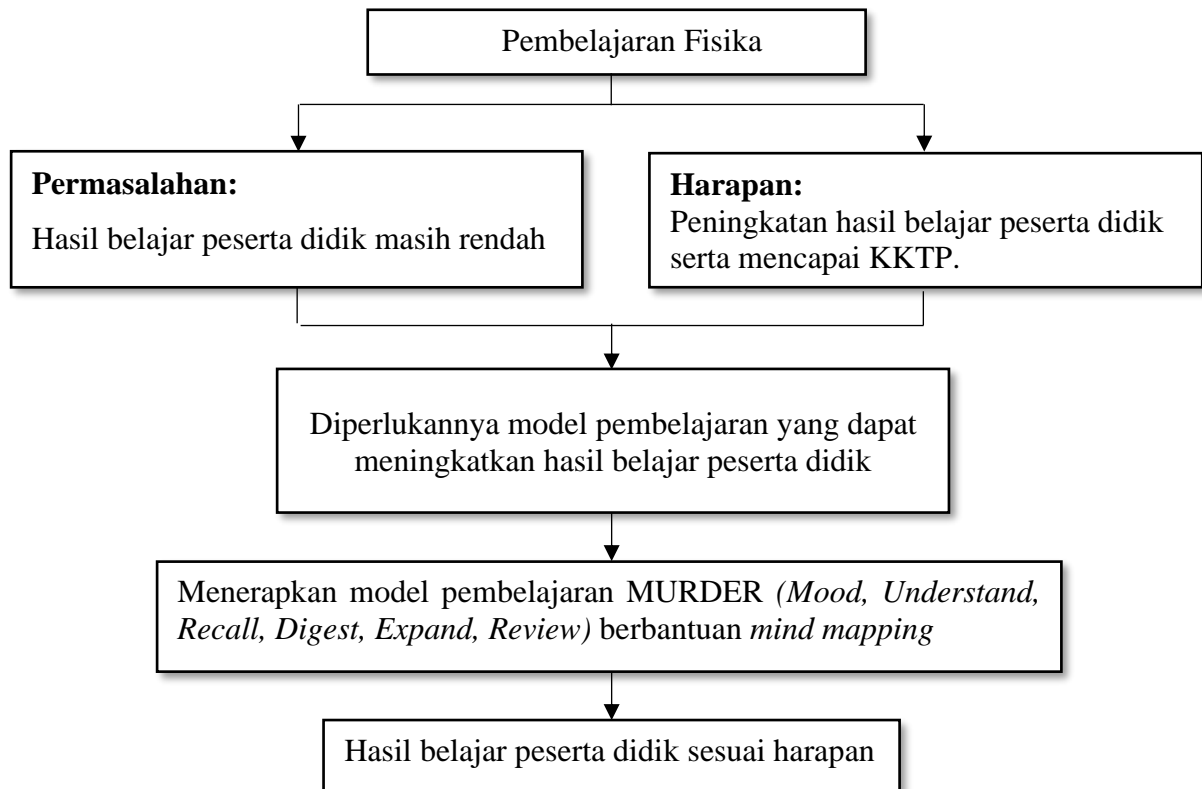 Pembelajaran Fisika
Permasalahan:
Hasil belajar peserta didik masih rendah
Harapan:
Peningkatan hasil belajar peserta didik
serta mencapai KKTP.
Diperlukannya model pembelajaran yang dapat
meningkatkan hasil belajar peserta didik
Menerapkan model pembelajaran MURDER (Mood, Understand,
Recall, Digest, Expand, Review) berbantuan mind mapping
Hasil belajar peserta didik sesuai harapan